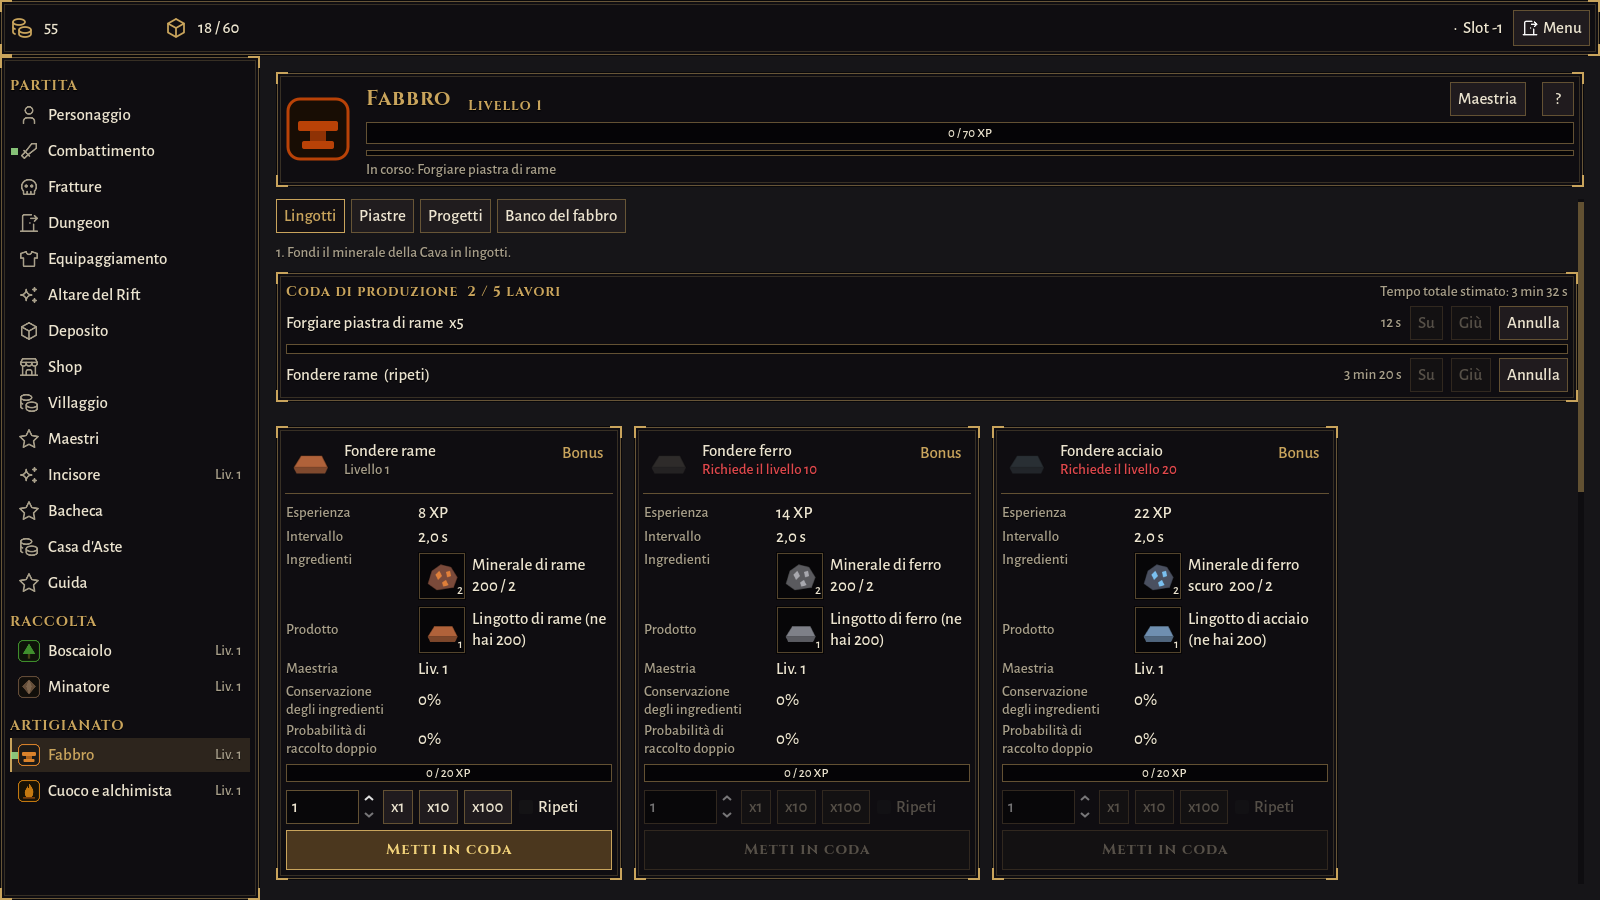 55
18 / 60
· Slot -1
Menu
PARTITA
Personaggio
Combattimento
Fratture
Dungeon
Equipaggiamento
Altare del Rift
Deposito
Shop
Villaggio
Maestri
Incisore Liv. 1
Bacheca
Casa d'Aste
Guida
RACCOLTA
Boscaiolo Liv. 1
Minatore Liv. 1
ARTIGIANATO
Fabbro Liv. 1
Cuoco e alchimista Liv. 1
FABBRO LIVELLO 1
Maestria ?
0 / 70 XP
In corso: Forgiare piastra di rame
Lingotti Piastre Progetti Banco del fabbro
1. Fondi il minerale della Cava in lingotti.
CODA DI PRODUZIONE 2 / 5 LAVORI
Tempo totale stimato: 3 min 32 s
Forgiare piastra di rame x5 12 s Su Giù Annulla
Fondere rame (ripeti) 3 min 20 s Su Giù Annulla
Fondere rame Bonus
Livello 1
Esperienza 8 XP
Intervallo 2,0 s
Ingredienti 2 Minerale di rame
200 / 2
Prodotto 1 Lingotto di rame (ne
hai 200)
Maestria Liv. 1
Conservazione
degli ingredienti 0%
Probabilità di
raccolto doppio 0%
0 / 20 XP
1 x1 x10 x100 Ripeti
METTI IN CODA
Fondere ferro Bonus
Richiede il livello 10
Esperienza 14 XP
Intervallo 2,0 s
Ingredienti 2 Minerale di ferro
200 / 2
Prodotto 1 Lingotto di ferro (ne
hai 200)
Maestria Liv. 1
Conservazione
degli ingredienti 0%
Probabilità di
raccolto doppio 0%
0 / 20 XP
1 x1 x10 x100 Ripeti
METTI IN CODA
Fondere acciaio Bonus
Richiede il livello 20
Esperienza 22 XP
Intervallo 2,0 s
Ingredienti 2 Minerale di ferro
scuro 200 / 2
Prodotto 1 Lingotto di acciaio
(ne hai 200)
Maestria Liv. 1
Conservazione
degli ingredienti 0%
Probabilità di
raccolto doppio 0%
0 / 20 XP
1 x1 x10 x100 Ripeti
METTI IN CODA